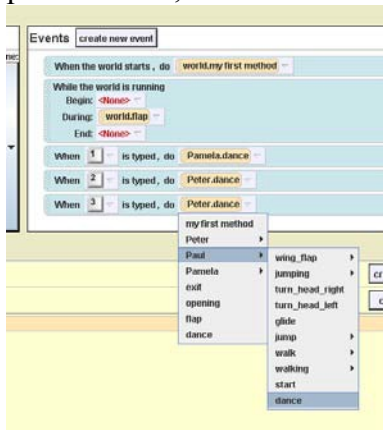 Events create new event
When the world starts, do world.my first method
While the world is running
Begin: <None>
During: world.flap
End: <None>
When 1 is typed, do Pamela.dance
When 2 is typed, do Peter.dance
When 3 is typed, do Peter.dance
my first method
Peter
Paul
Pamela
exit
opening
flap
dance
wing_flap
jumping
turn_head_right
turn_head_left
glide
jump
walk
walking
start
dance